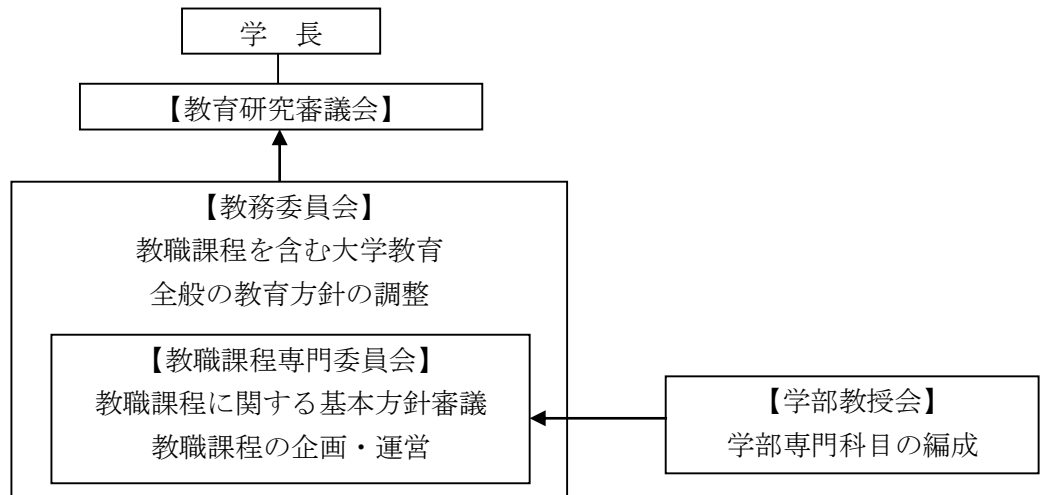 学　長
【教育研究審議会】
【教務委員会】
教職課程を含む大学教育
全般の教育方針の調整
【教職課程専門委員会】
教職課程に関する基本方針審議
教職課程の企画・運営
【学部教授会】
学部専門科目の編成